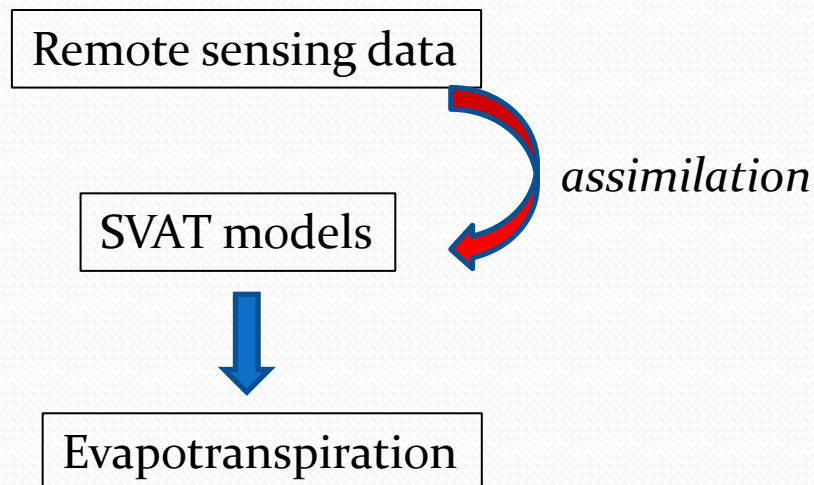 Remote sensing data
assimilation
SVAT models
Evapotranspiration